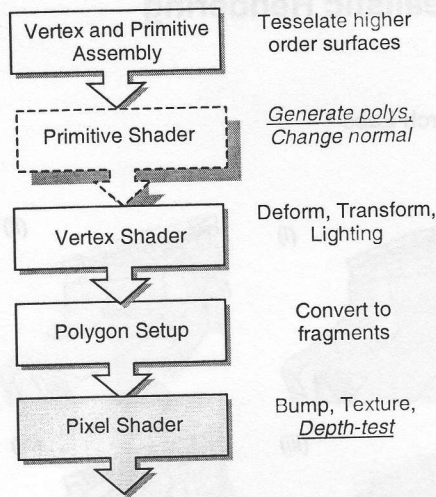 Vertex and Primitive
Assembly
Tesselate higher
order surfaces
Primitive Shader
Generate polys,
Change normal
Vertex Shader
Deform, Transform,
Lighting
Polygon Setup
Convert to
fragments
Pixel Shader
Bump, Texture,
Depth-test